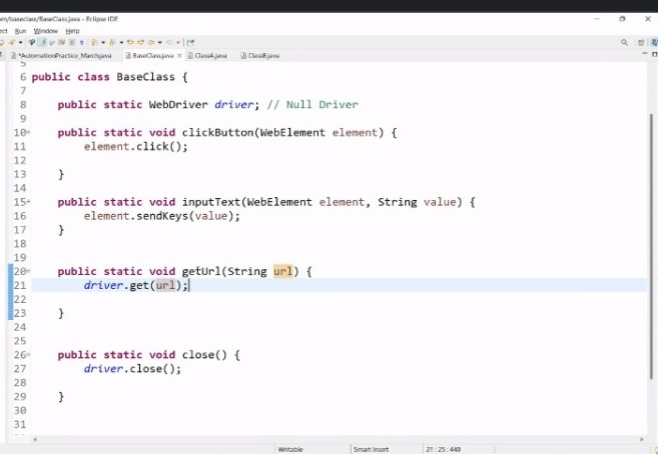 om/baseclass/BaseClass.java - Eclipse IDE
ect Run Window Help
*AutomationPractice_March.java BaseClass.java ClassA.java ClassB.java
5
6 public class BaseClass {
7
8 public static WebDriver driver; // Null Driver
9
10 public static void clickButton(WebElement element) {
11 element.click();
12
13 }
14
15 public static void inputText(WebElement element, String value) {
16 element.sendKeys(value);
17 }
18
19
20 public static void getUrl(String url) {
21 driver.get(url);
22
23 }
24
25
26 public static void close() {
27 driver.close();
28
29 }
30
31
Writable Smart Insert 21 : 25 : 440